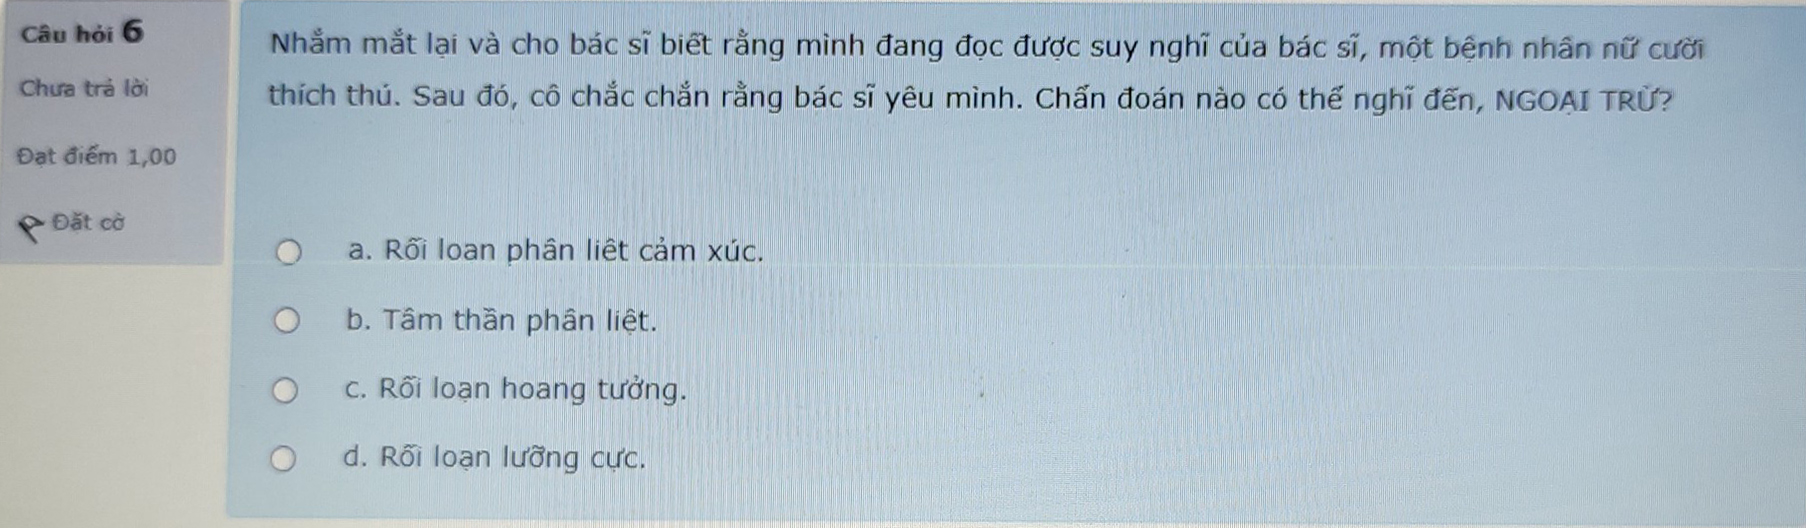 Câu hỏi 6
Chưa trả lời
Đạt điểm 1,00
Đặt cờ
Nhắm mắt lại và cho bác sĩ biết rằng mình đang đọc được suy nghĩ của bác sĩ, một bệnh nhân nữ cười
thích thú. Sau đó, cô chắc chắn rằng bác sĩ yêu mình. Chẩn đoán nào có thể nghĩ đến, NGOẠI TRỪ?
a. Rối loạn phân liệt cảm xúc.
b. Tâm thần phân liệt.
c. Rối loạn hoang tưởng.
d. Rối loạn lưỡng cực.